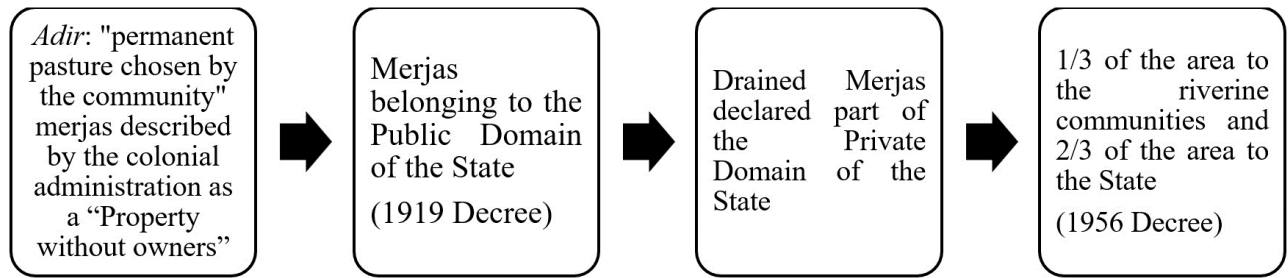 Adir: "permanent
pasture chosen by
the community"
merjas described
by the colonial
administration as
a “Property
without owners”
Merjas
belonging to the
Public Domain
of the State
(1919 Decree)
Drained Merjas
declared part of
the Private
Domain of the
State
1/3 of the area to
the riverine
communities and
2/3 of the area to
the State
(1956 Decree)